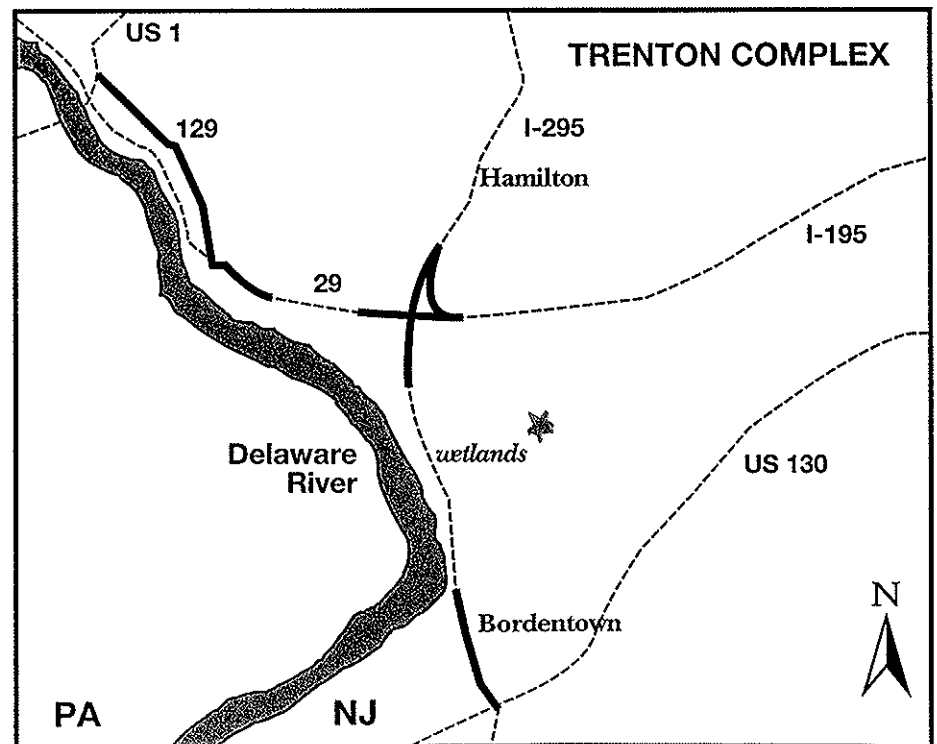 US 1
TRENTON COMPLEX
129
I-295
Hamilton
I-195
29
Delaware
River
wetlands
US 130
Bordentown
N
PA
NJ